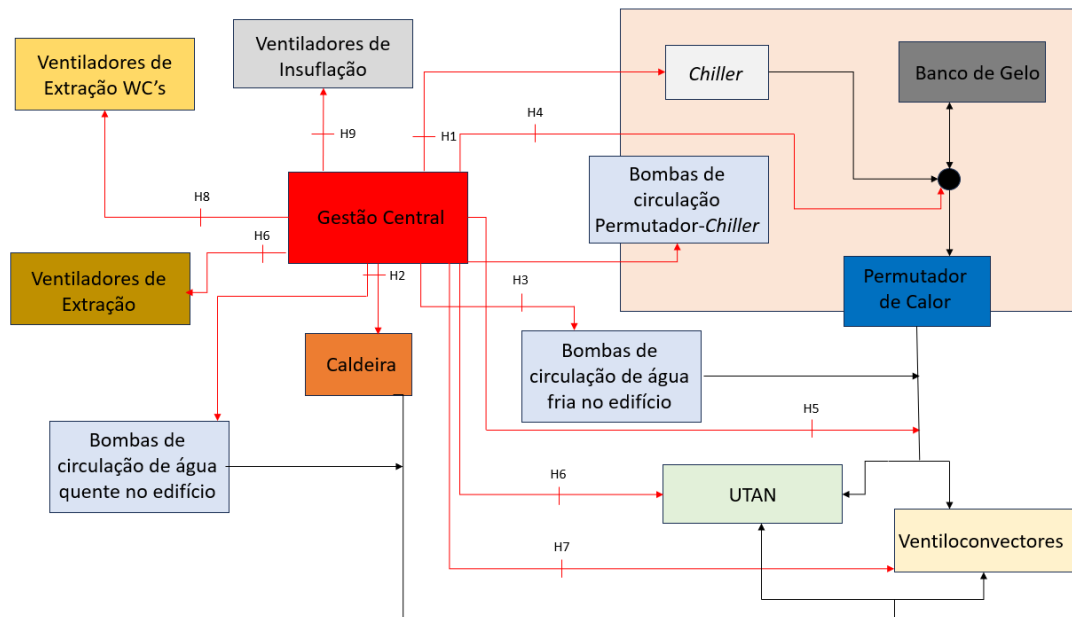 Ventiladores de
Extração WC's
Ventiladores de
Insuflação
Chiller
Banco de Gelo
H9
H1
H4
Bombas de
circulação
Permutador-Chiller
H8
Gestão Central
H6
Ventiladores de
Extração
H2
H3
Permutador
de Calor
Caldeira
Bombas de
circulação de água
fria no edifício
H5
Bombas de
circulação de água
quente no edifício
H6
UTAN
H7
Ventiloconvectores